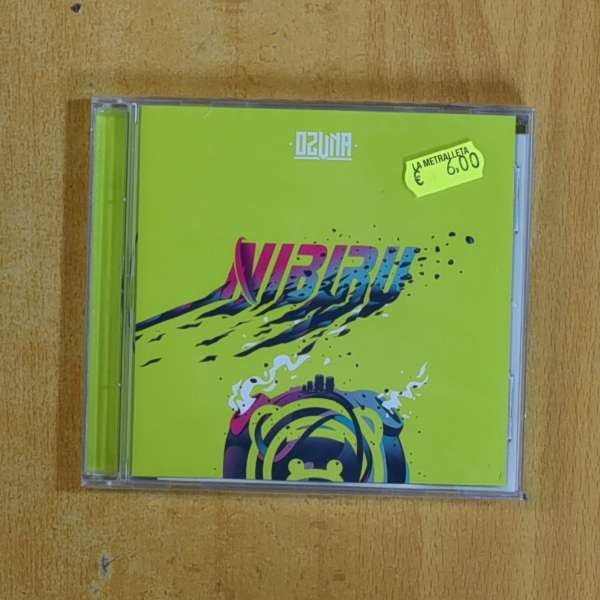 OZUNA
LA METRALLETA
€ 6,00
NIBIRU